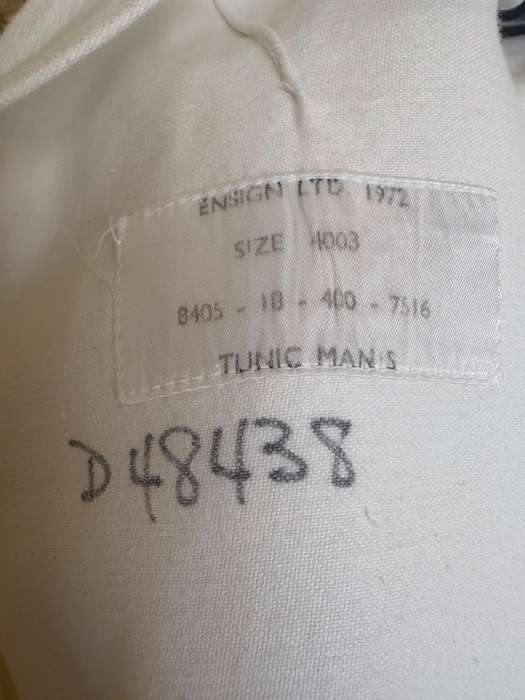 ENSIGN LTD. 1972
SIZE 4003
8405 - 18 - 400 - 7516
TUNIC MAN'S
D48438